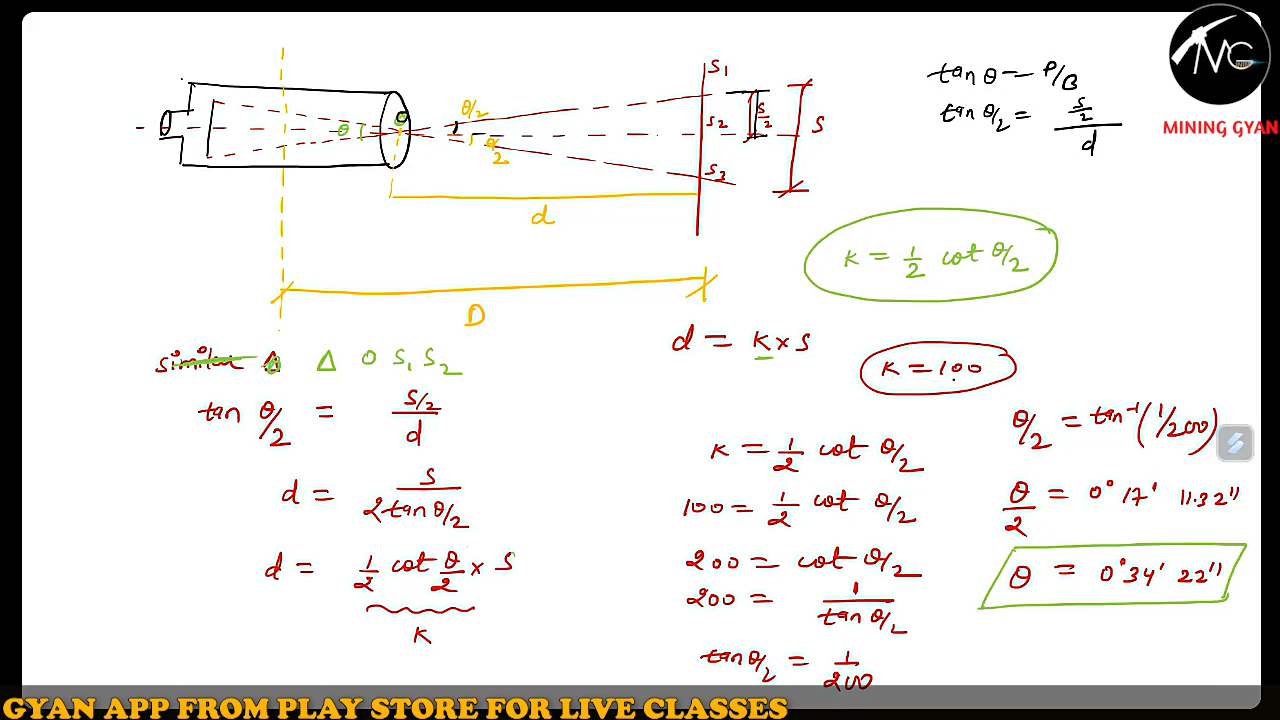 tan θ = P/B
tan θ/2 = s/2 / d
MG
MINING GYAN
θ
θ
θ/2
θ/2
S1
S2
S3
s/2
S
d
D
K = 1/2 cot θ/2
d = K × S
K = 100
similar Δ Δ O S1 S2
tan θ/2 = S/2 / d
d = S / 2 tan θ/2
d = 1/2 cot θ/2 × S
K
K = 1/2 cot θ/2
100 = 1/2 cot θ/2
200 = cot θ/2
200 = 1 / tan θ/2
tan θ/2 = 1/200
θ/2 = tan⁻¹(1/200)
θ/2 = 0° 17' 11.32"
θ = 0° 34' 22"
GYAN APP FROM PLAY STORE FOR LIVE CLASSES